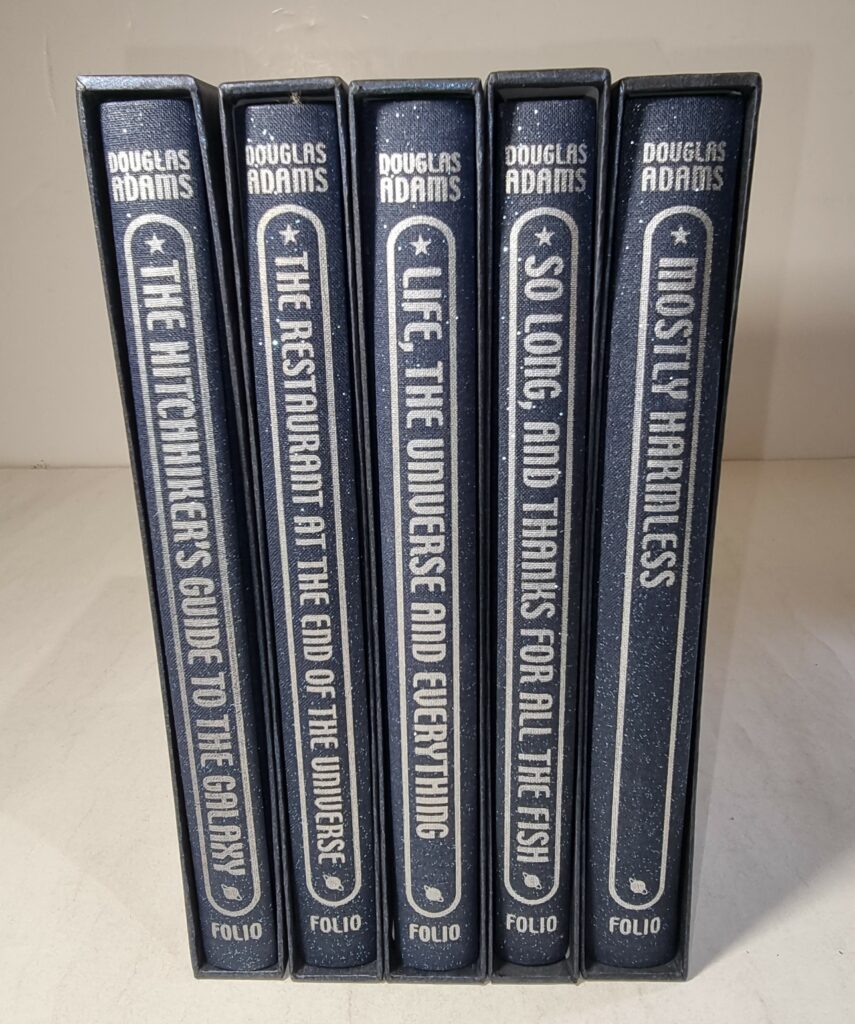 DOUGLAS
ADAMS
THE HITCHHIKER'S GUIDE TO THE GALAXY
FOLIO
DOUGLAS
ADAMS
THE RESTAURANT AT THE END OF THE UNIVERSE
FOLIO
DOUGLAS
ADAMS
LIFE, THE UNIVERSE AND EVERYTHING
FOLIO
DOUGLAS
ADAMS
SO LONG, AND THANKS FOR ALL THE FISH
FOLIO
DOUGLAS
ADAMS
MOSTLY HARMLESS
FOLIO